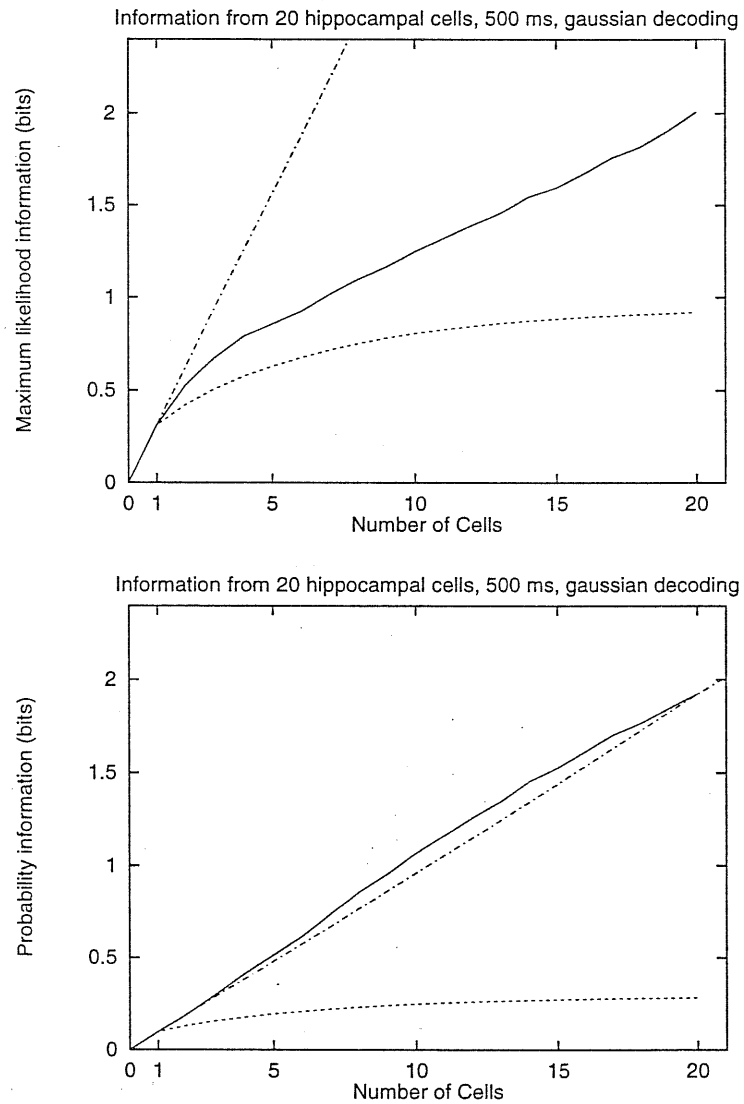 Information from 20 hippocampal cells, 500 ms, gaussian decoding
Maximum likelihood information (bits)
2
1.5
1
0.5
0
0 1 5 10 15 20
Number of Cells
Information from 20 hippocampal cells, 500 ms, gaussian decoding
Probability information (bits)
2
1.5
1
0.5
0
0 1 5 10 15 20
Number of Cells